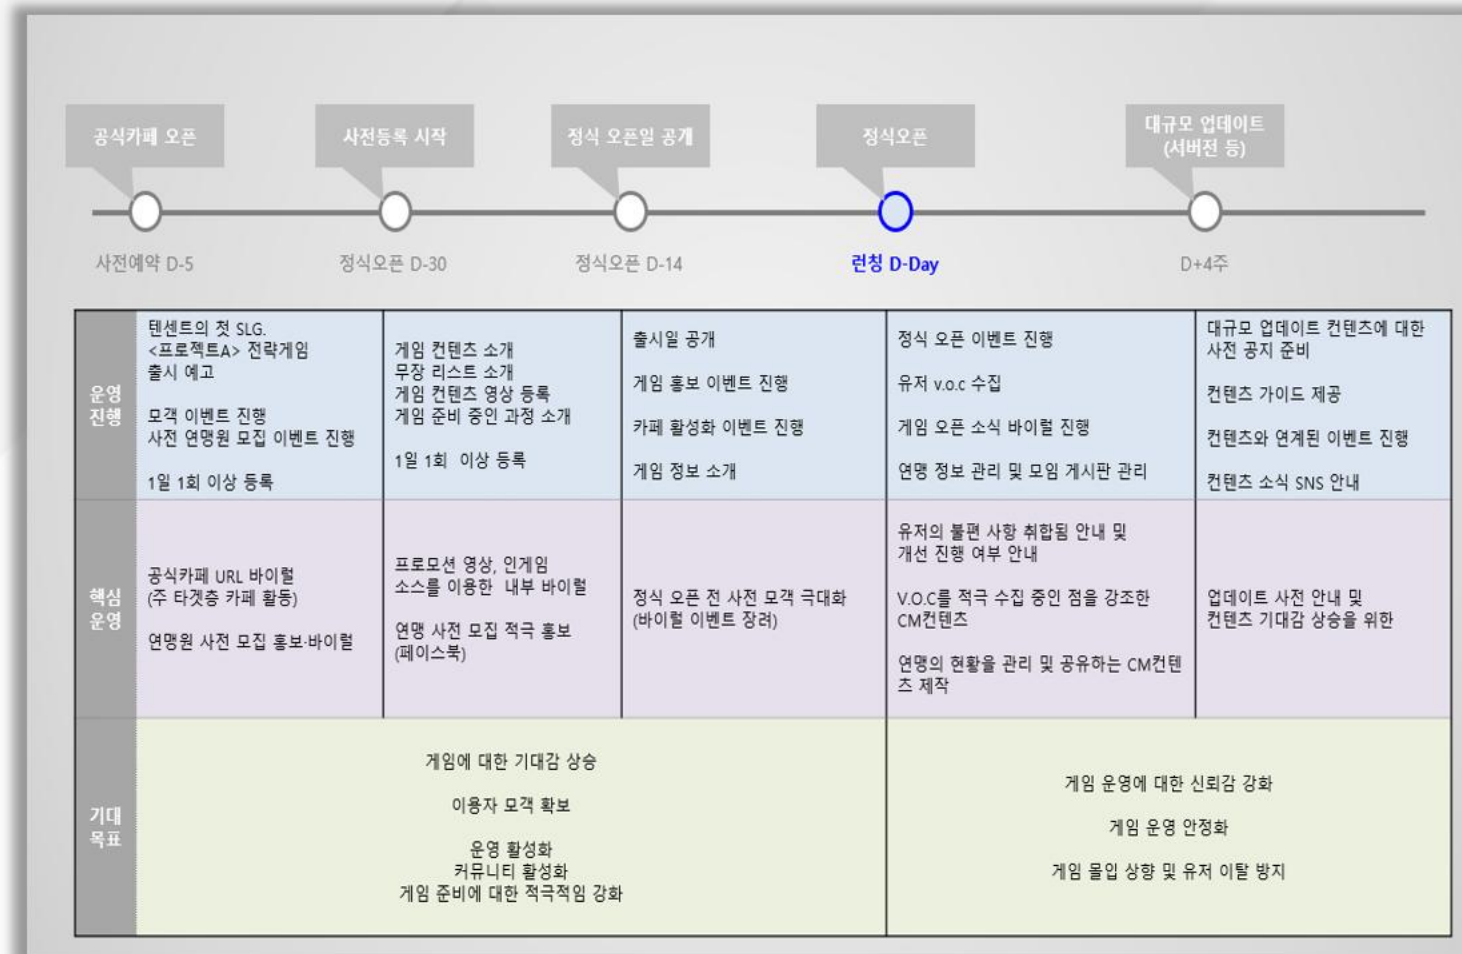 공식카페 오픈
사전등록 시작
정식 오픈일 공개
정식오픈
대규모 업데이트
(서버전 등)
사전예약 D-5
정식오픈 D-30
정식오픈 D-14
런칭 D-Day
D+4주
운영
진행
텐센트의 첫 SLG.
<프로젝트A> 전략게임
출시 예고
모객 이벤트 진행
사전 연맹원 모집 이벤트 진행
1일 1회 이상 등록
게임 컨텐츠 소개
무장 리스트 소개
게임 컨텐츠 영상 등록
게임 준비 중인 과정 소개
1일 1회 이상 등록
출시일 공개
게임 홍보 이벤트 진행
카페 활성화 이벤트 진행
게임 정보 소개
정식 오픈 이벤트 진행
유저 v.o.c 수집
게임 오픈 소식 바이럴 진행
연맹 정보 관리 및 모임 게시판 관리
대규모 업데이트 컨텐츠에 대한
사전 공지 준비
컨텐츠 가이드 제공
컨텐츠와 연계된 이벤트 진행
컨텐츠 소식 SNS 안내
핵심
운영
공식카페 URL 바이럴
(주 타겟층 카페 활동)
연맹원 사전 모집 홍보·바이럴
프로모션 영상, 인게임
소스를 이용한 내부 바이럴
연맹 사전 모집 적극 홍보
(페이스북)
정식 오픈 전 사전 모객 극대화
(바이럴 이벤트 장려)
유저의 불편 사항 취합됨 안내 및
개선 진행 여부 안내
V.O.C를 적극 수집 중인 점을 강조한
CM컨텐츠
연맹의 현황을 관리 및 공유하는 CM컨텐
츠 제작
업데이트 사전 안내 및
컨텐츠 기대감 상승을 위한
기대
목표
게임에 대한 기대감 상승
이용자 모객 확보
운영 활성화
커뮤니티 활성화
게임 준비에 대한 적극적임 강화
게임 운영에 대한 신뢰감 강화
게임 운영 안정화
게임 몰입 상향 및 유저 이탈 방지